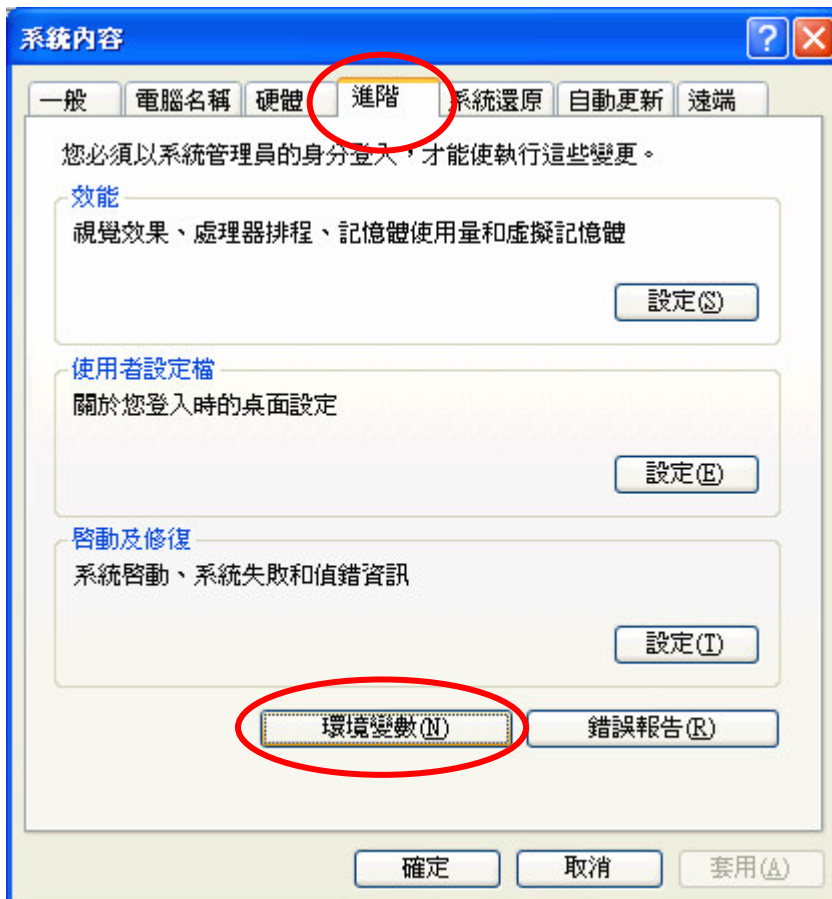 系統內容
一般 電腦名稱 硬體 進階 系統還原 自動更新 遠端
您必須以系統管理員的身分登入，才能使執行這些變更。
效能
視覺效果、處理器排程、記憶體使用量和虛擬記憶體
設定(S)
使用者設定檔
關於您登入時的桌面設定
設定(E)
啓動及修復
系統啓動、系統失敗和偵錯資訊
設定(T)
環境變數(N) 錯誤報告(R)
確定 取消 套用(A)